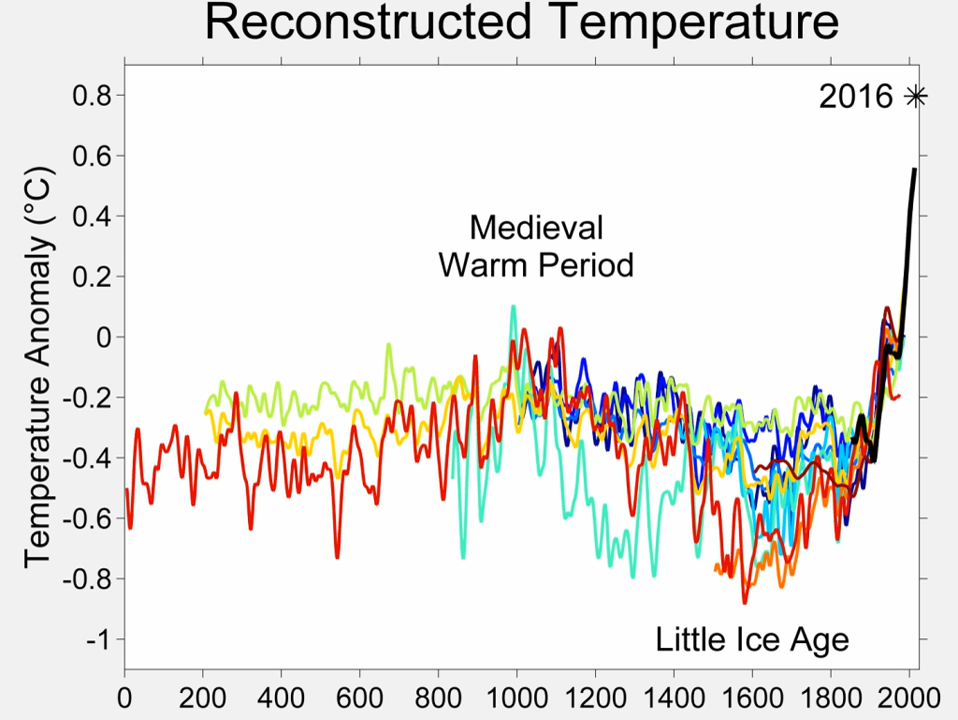 Reconstructed Temperature
Temperature Anomaly (°C)
0.8
0.6
0.4
0.2
0
-0.2
-0.4
-0.6
-0.8
-1
2016
Medieval
Warm Period
Little Ice Age
0 200 400 600 800 1000 1200 1400 1600 1800 2000